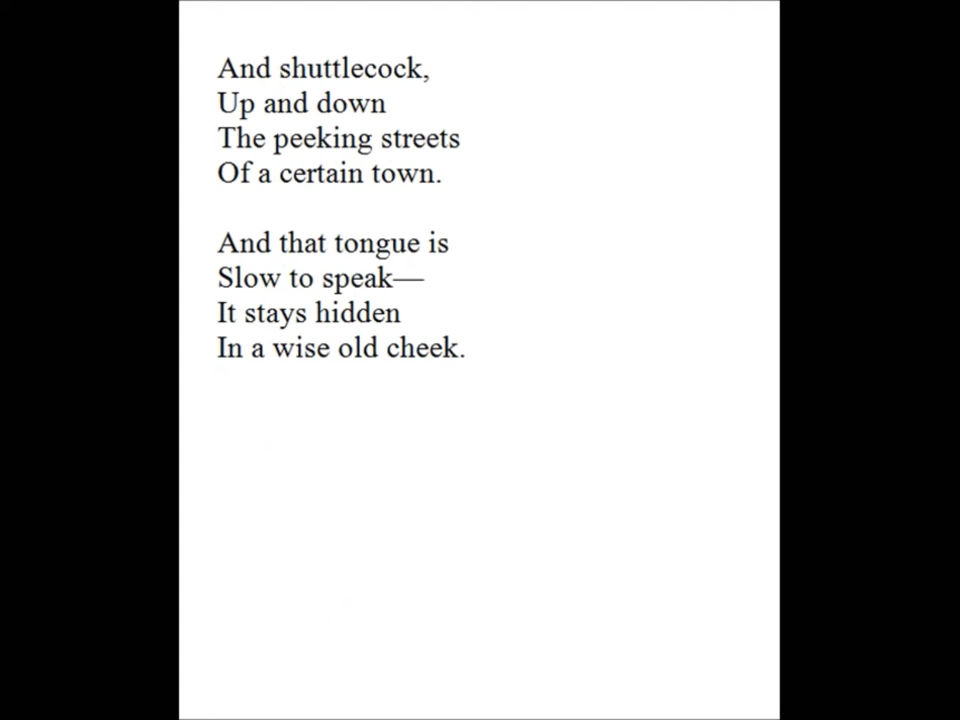 And shuttlecock,
Up and down
The peeking streets
Of a certain town.
And that tongue is
Slow to speak—
It stays hidden
In a wise old cheek.